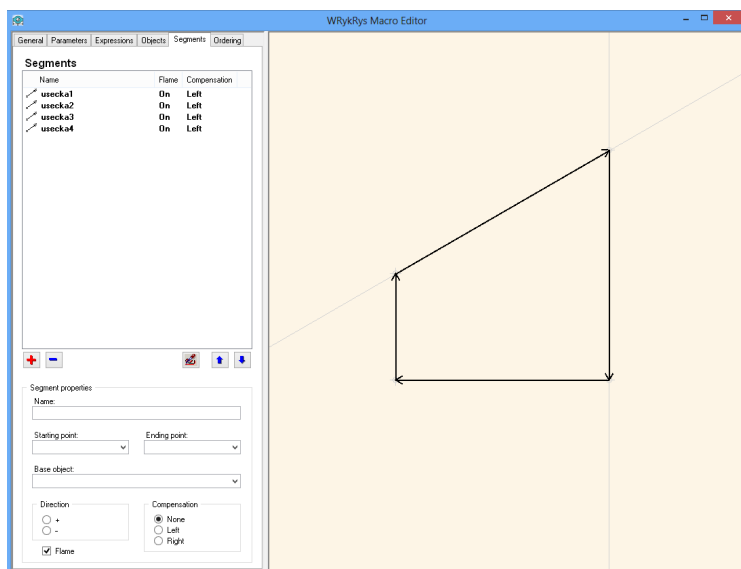 WRykRys Macro Editor
General Parameters Expressions Objects Segments Ordering
Segments
Name Flame Compensation
usecka1 On Left
usecka2 On Left
usecka3 On Left
usecka4 On Left
Segment properties
Name:
Starting point: Ending point:
Base object:
Direction Compensation
+ None
- Left
Right
Flame